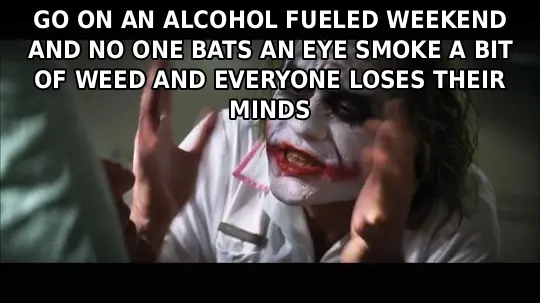 GO ON AN ALCOHOL FUELED WEEKEND
AND NO ONE BATS AN EYE SMOKE A BIT
OF WEED AND EVERYONE LOSES THEIR
MINDS